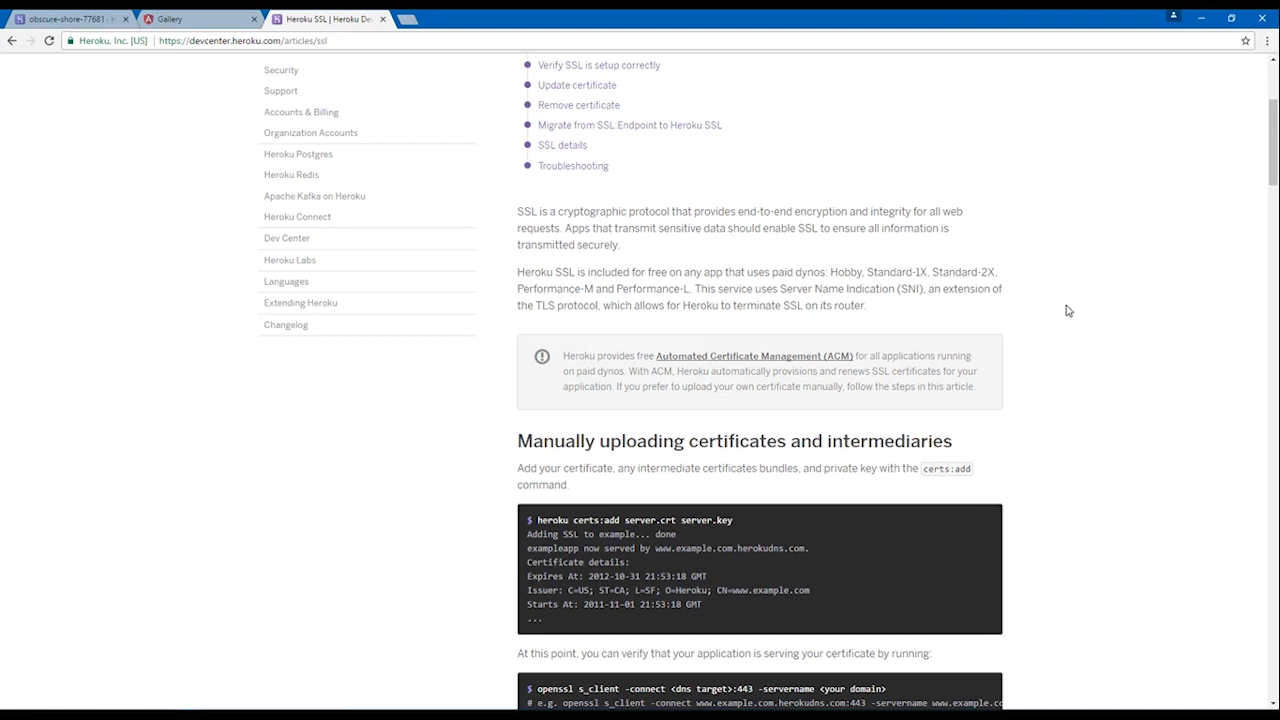 obscure-shore-77681 - H
Gallery
Heroku SSL | Heroku Dev
Heroku, Inc. [US]
https://devcenter.heroku.com/articles/ssl
Security
Support
Accounts & Billing
Organization Accounts
Heroku Postgres
Heroku Redis
Apache Kafka on Heroku
Heroku Connect
Dev Center
Heroku Labs
Languages
Extending Heroku
Changelog
Verify SSL is setup correctly
Update certificate
Remove certificate
Migrate from SSL:Endpoint to Heroku SSL
SSL details
Troubleshooting
SSL is a cryptographic protocol that provides end-to-end encryption and integrity for all web
requests. Apps that transmit sensitive data should enable SSL to ensure all information is
transmitted securely.
Heroku SSL is included for free on any app that uses paid dynos: Hobby, Standard-1X, Standard-2X,
Performance-M and Performance-L. This service uses Server Name Indication (SNI), an extension of
the TLS protocol, which allows for Heroku to terminate SSL on its router.
Heroku provides free Automated Certificate Management (ACM) for all applications running
on paid dynos. With ACM, Heroku automatically provisions and renews SSL certificates for your
application. If you prefer to upload your own certificate manually, follow the steps in this article.
Manually uploading certificates and intermediaries
Add your certificate, any intermediate certificates bundles, and private key with the certs:add
command.
$ heroku certs:add server.crt server.key
Adding SSL to example... done
exampleapp now served by www.example.com.herokudns.com.
Certificate details:
Expires At: 2012-10-31 21:53:18 GMT
Issuer: C=US; ST=CA; L=SF; O=Heroku; CN=www.example.com
Starts At: 2011-11-01 21:53:18 GMT
...
At this point, you can verify that your application is serving your certificate by running:
$ openssl s_client -connect <dns target>:443 -servername <your domain>
# e.g. openssl s_client -connect www.example.com.herokudns.com:443 -servername www.example.co